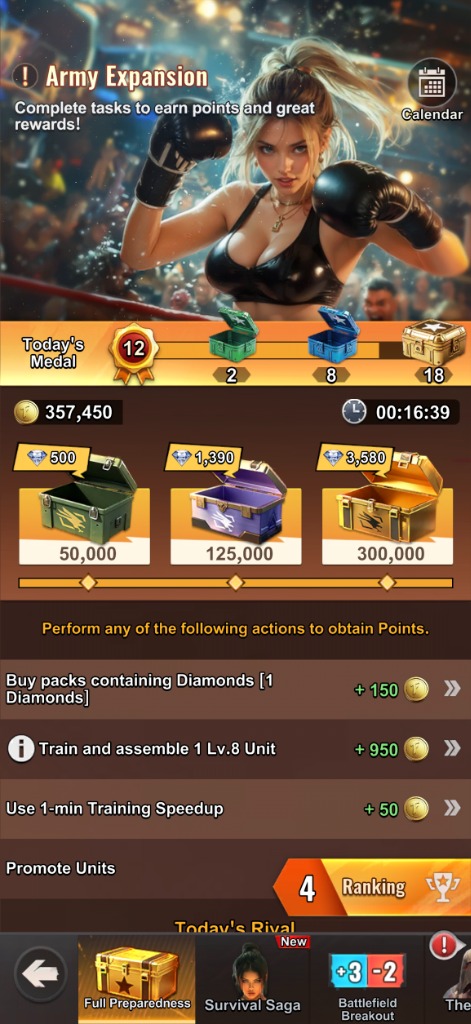 ! Army Expansion
Calendar
Complete tasks to earn points and great
rewards!
Today's
Medal
12
2
8
18
357,450
00:16:39
500
1,390
3,580
50,000
125,000
300,000
Perform any of the following actions to obtain Points.
Buy packs containing Diamonds [1
Diamonds]
+ 150
i Train and assemble 1 Lv.8 Unit
+ 950
Use 1-min Training Speedup
+ 50
Promote Units
4 Ranking
Today's Rival
Full Preparedness
New
Survival Saga
+3 -2
Battlefield
Breakout
!
The